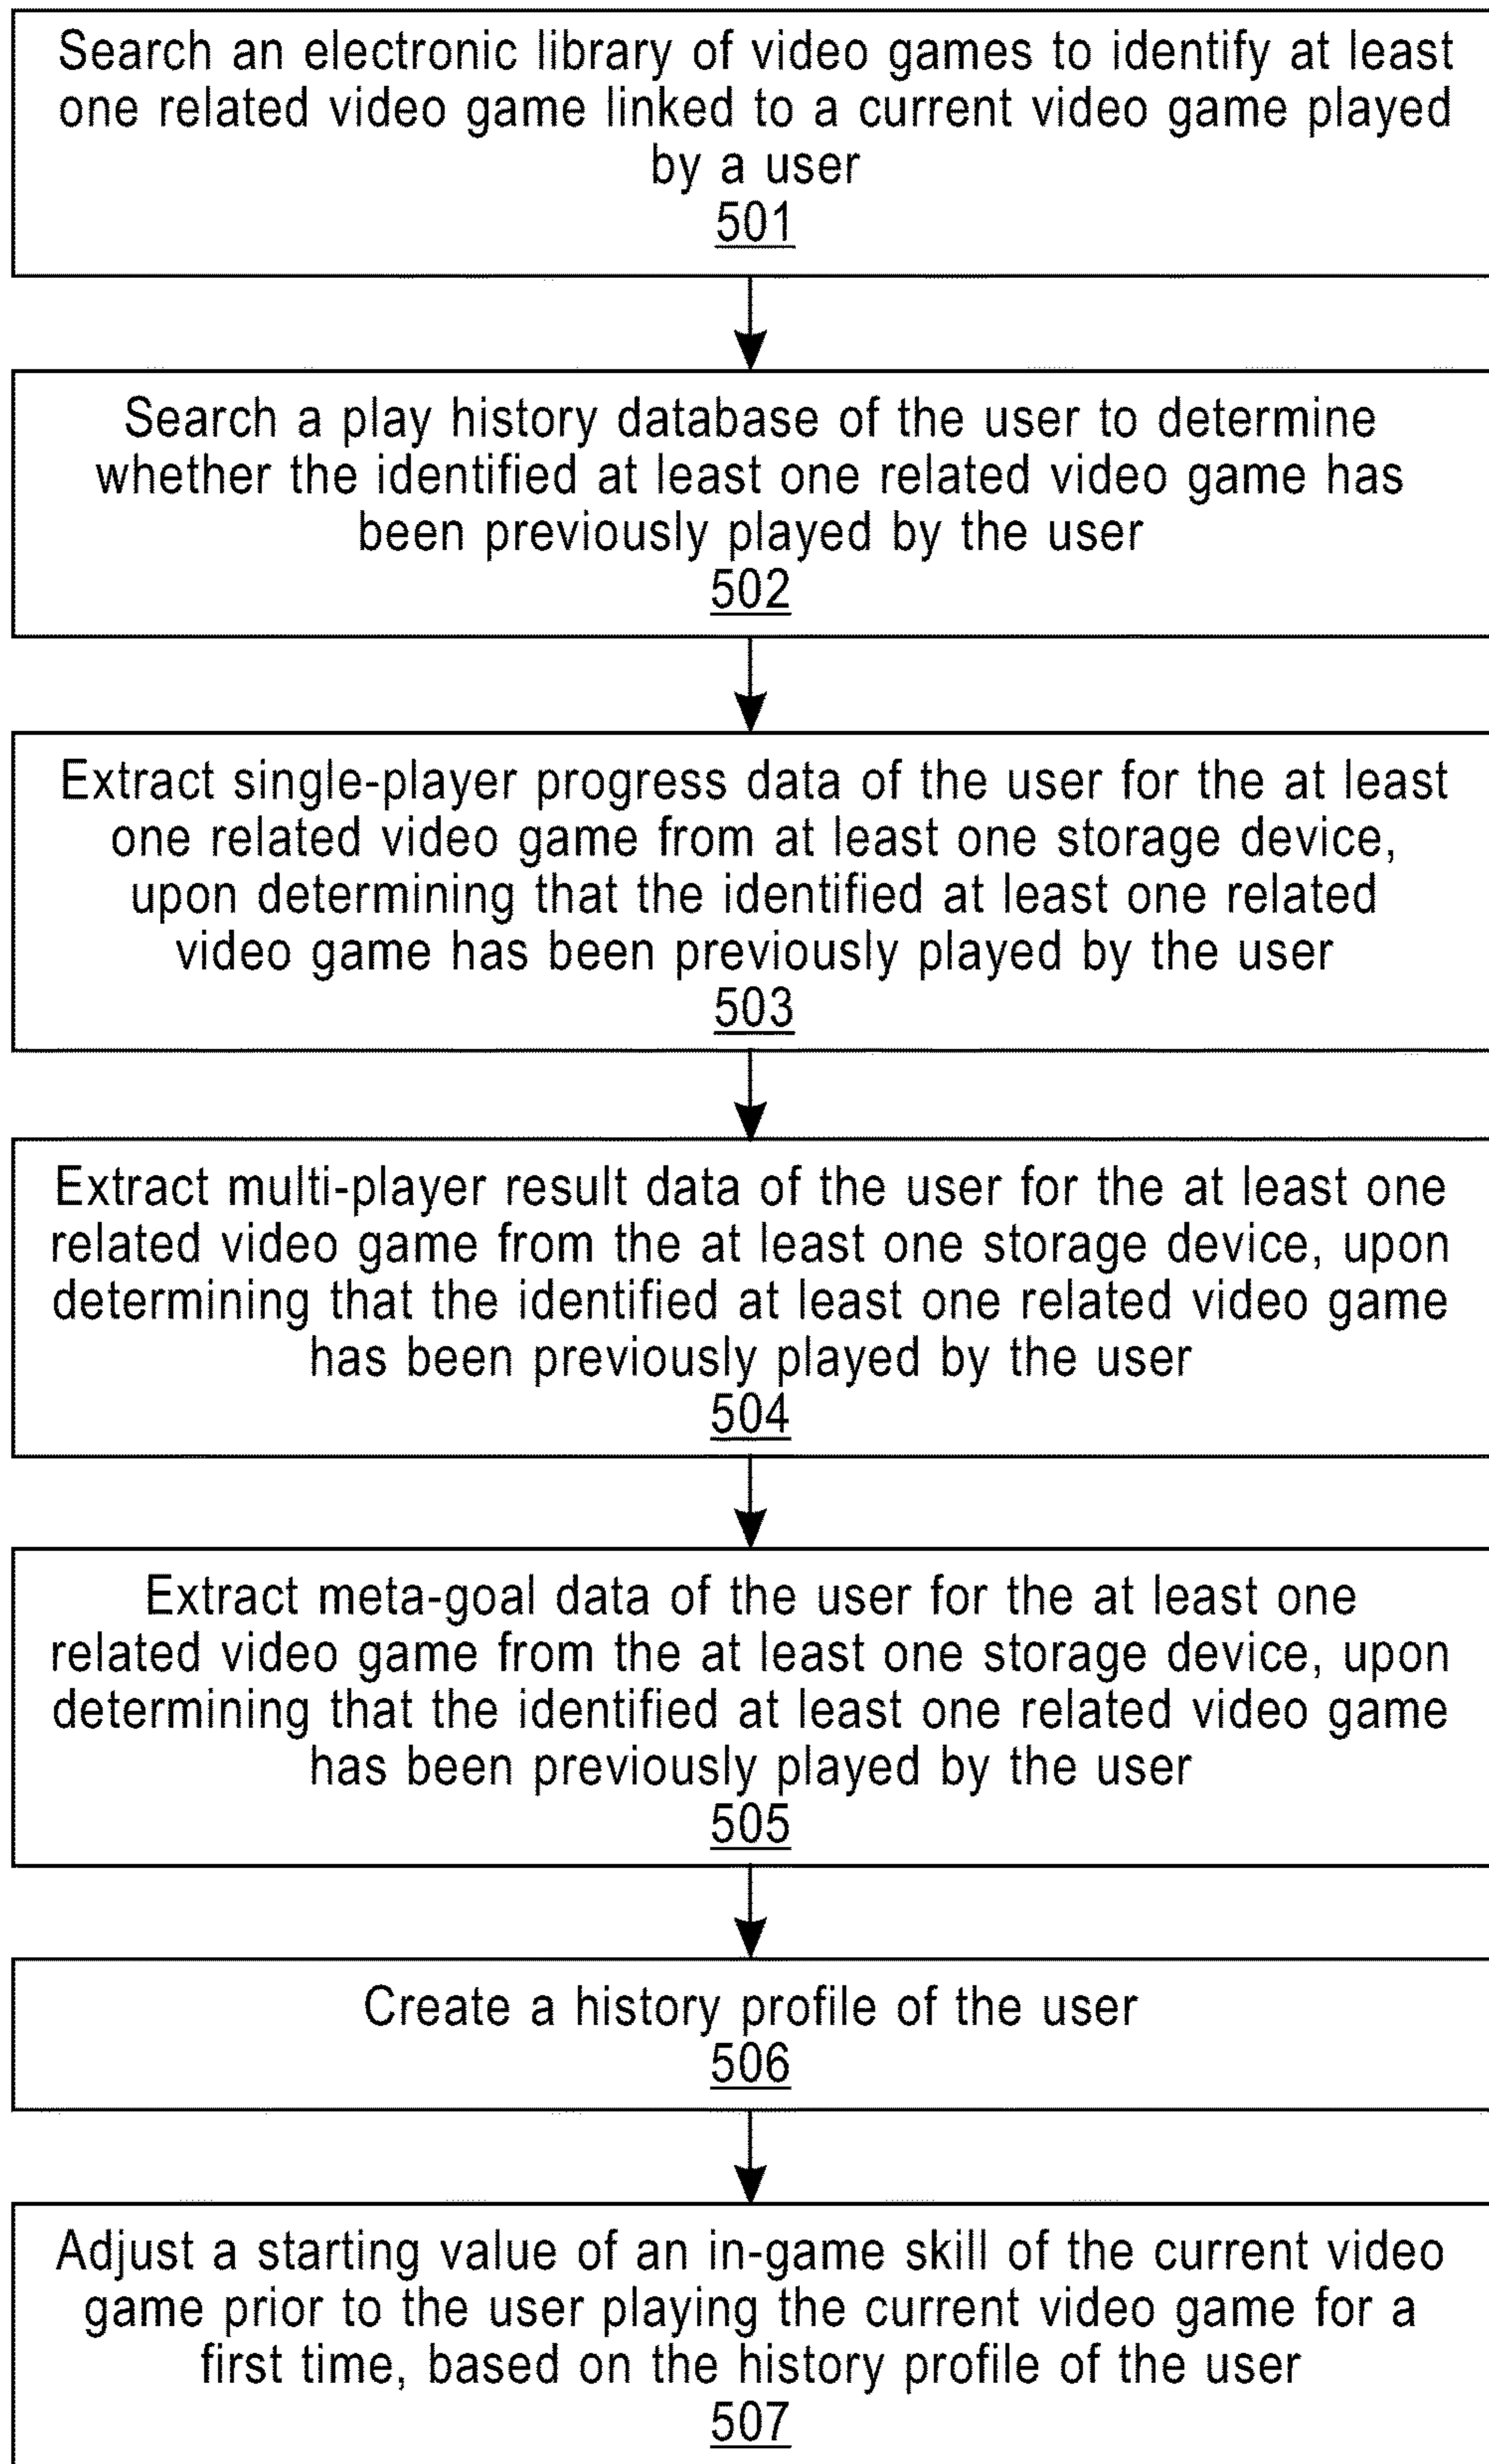 Search an electronic library of video games to identify at least
one related video game linked to a current video game played
by a user
501
Search a play history database of the user to determine
whether the identified at least one related video game has
been previously played by the user
502
Extract single-player progress data of the user for the at least
one related video game from at least one storage device,
upon determining that the identified at least one related
video game has been previously played by the user
503
Extract multi-player result data of the user for the at least one
related video game from the at least one storage device, upon
determining that the identified at least one related video game
has been previously played by the user
504
Extract meta-goal data of the user for the at least one
related video game from the at least one storage device, upon
determining that the identified at least one related video game
has been previously played by the user
505
Create a history profile of the user
506
Adjust a starting value of an in-game skill of the current video
game prior to the user playing the current video game for a
first time, based on the history profile of the user
507